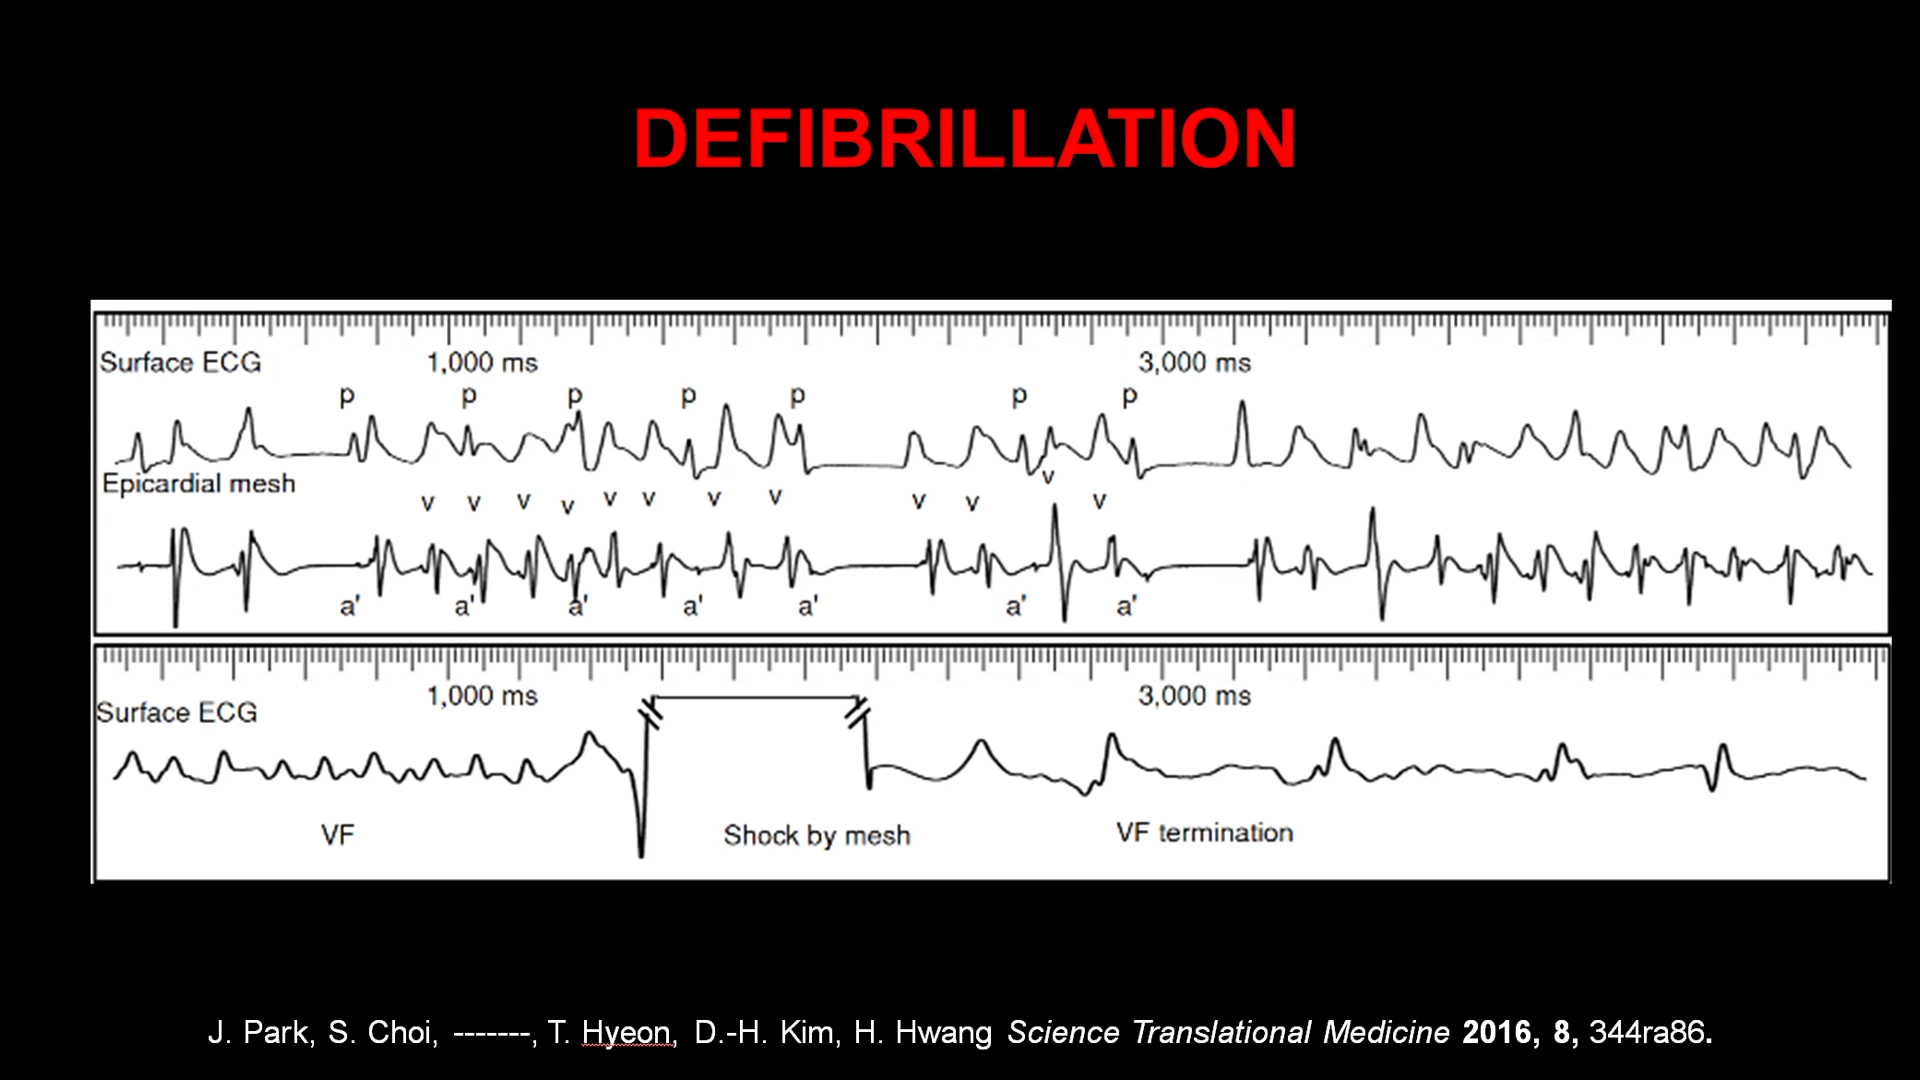 DEFIBRILLATION
Surface ECG 1,000 ms 3,000 ms
p p p p p p p
Epicardial mesh
v v v v v v v v v v v v
a' a' a' a' a' a' a'
1,000 ms 3,000 ms
Surface ECG
VF Shock by mesh VF termination
J. Park, S. Choi, -------, T. Hyeon, D.-H. Kim, H. Hwang Science Translational Medicine 2016, 8, 344ra86.